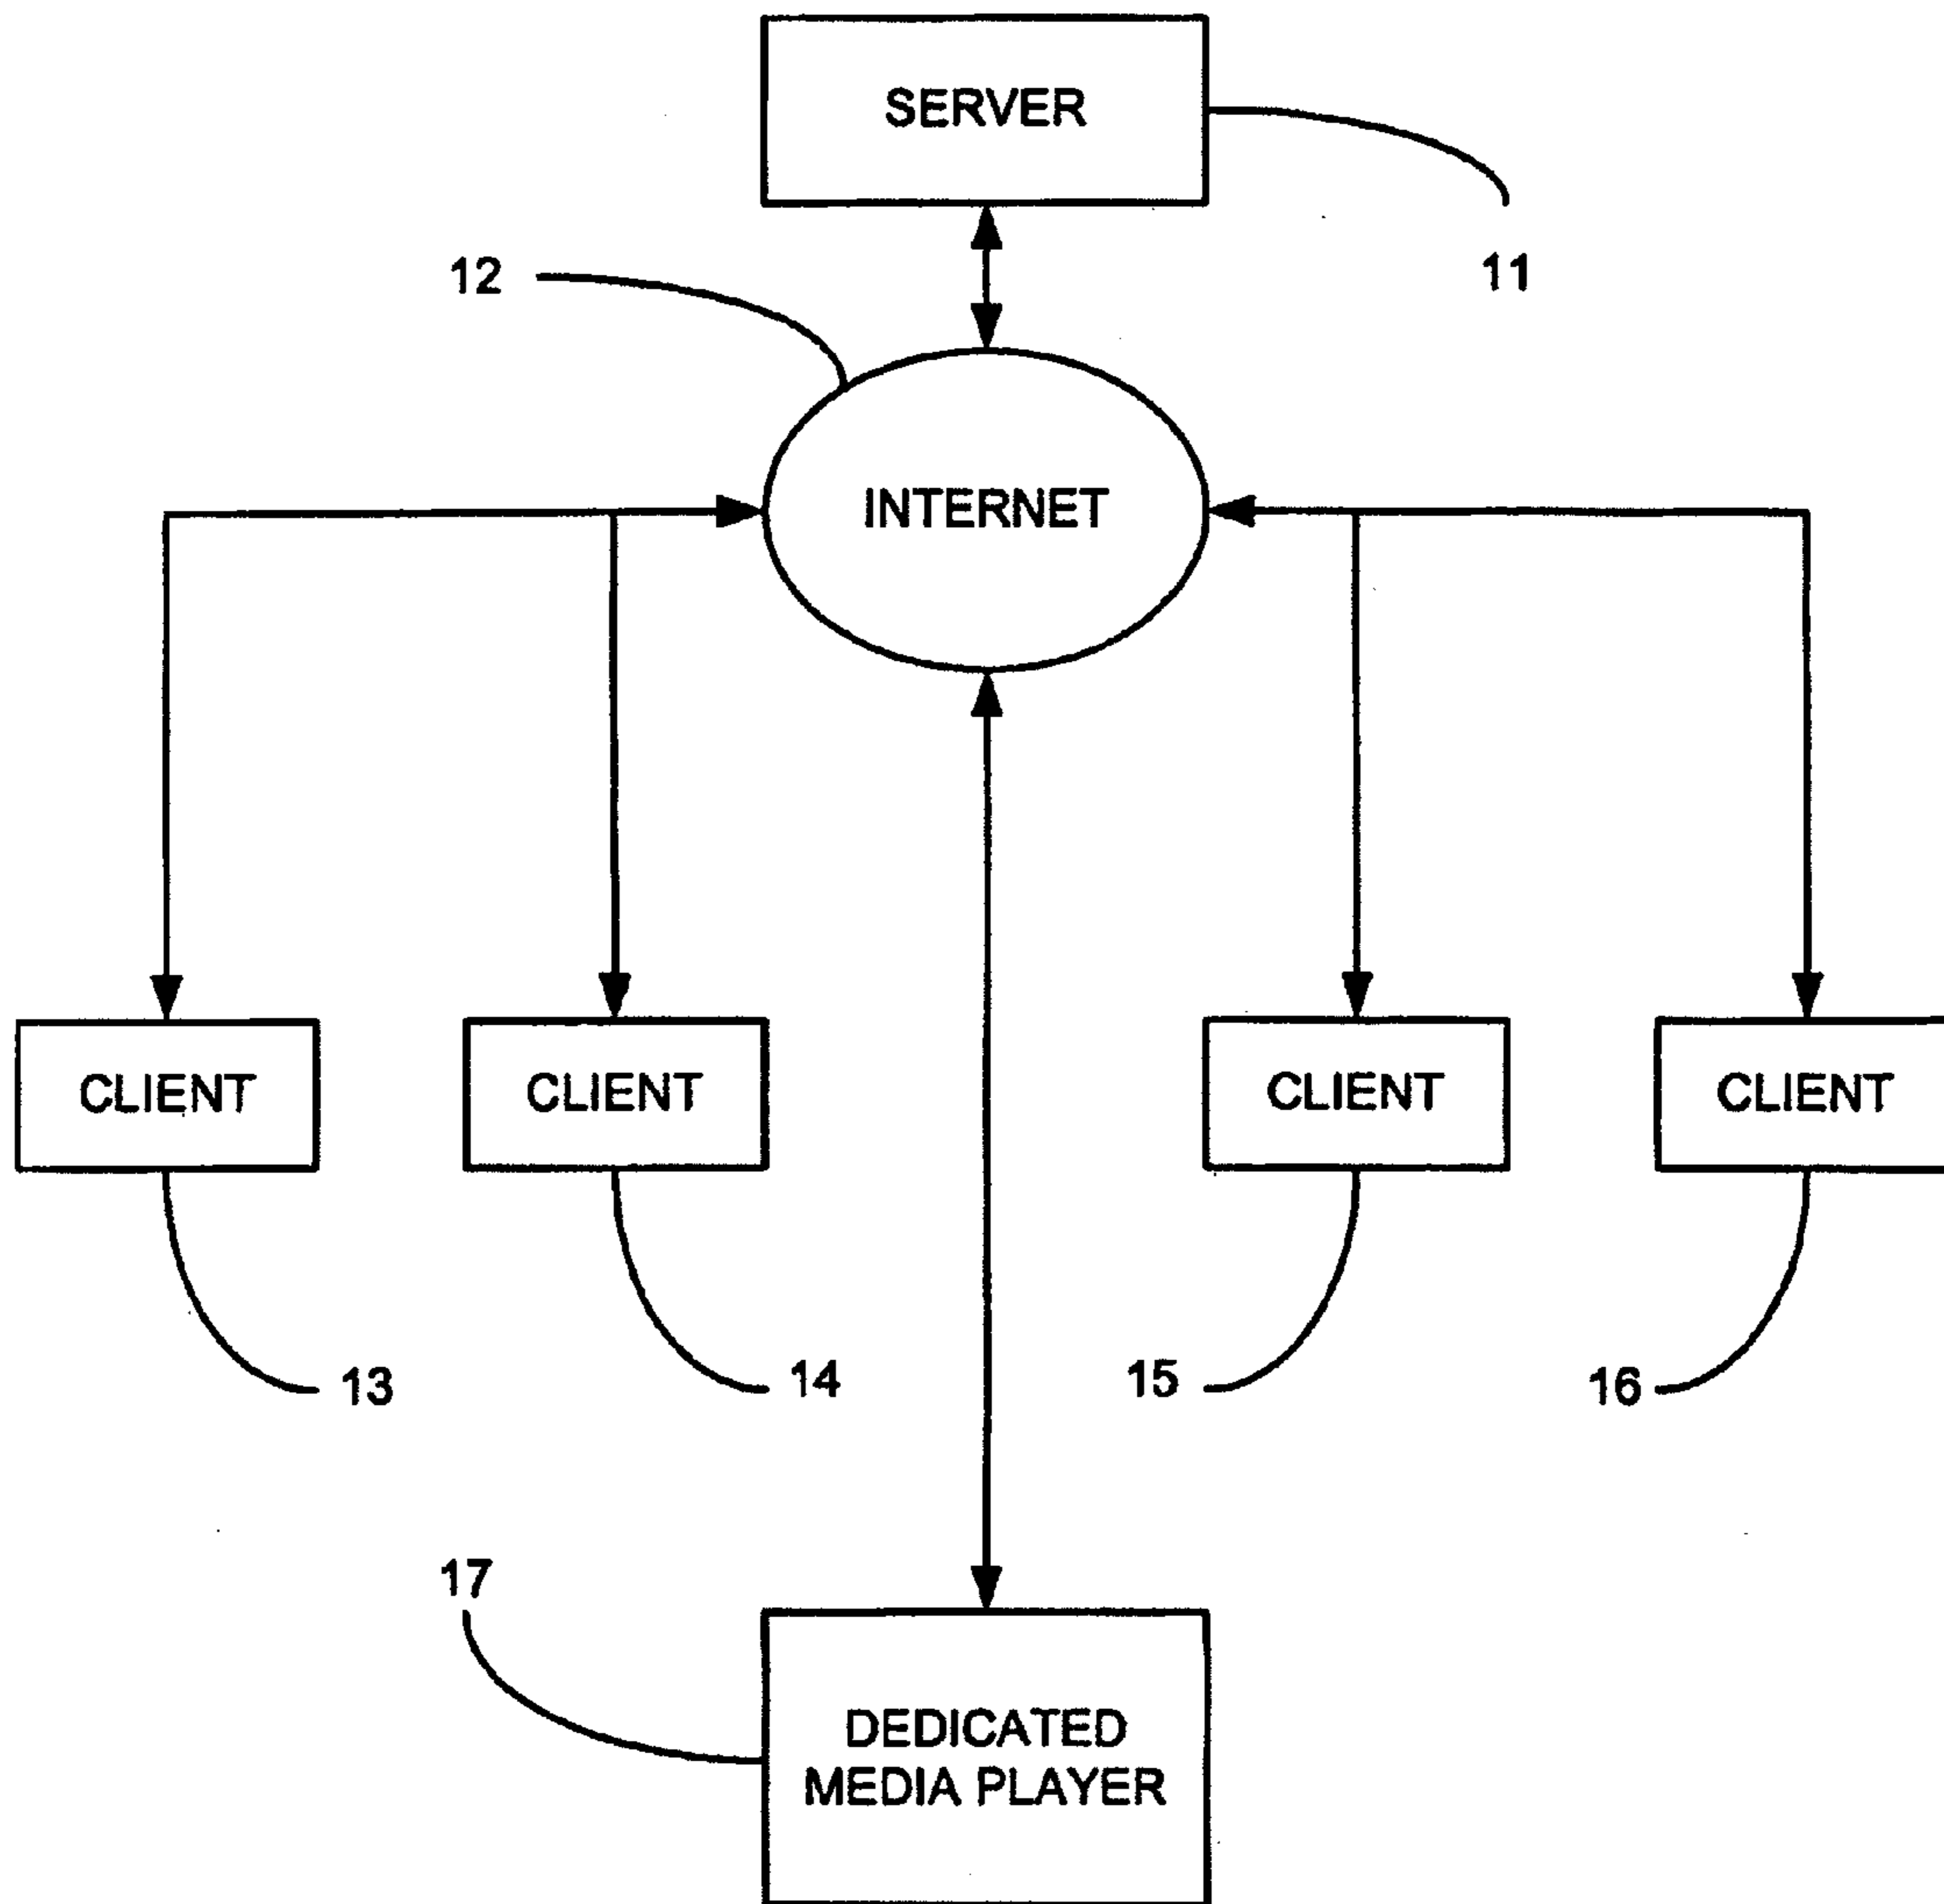 SERVER
12
11
INTERNET
CLIENT
CLIENT
CLIENT
CLIENT
13
14
15
16
17
DEDICATED
MEDIA PLAYER